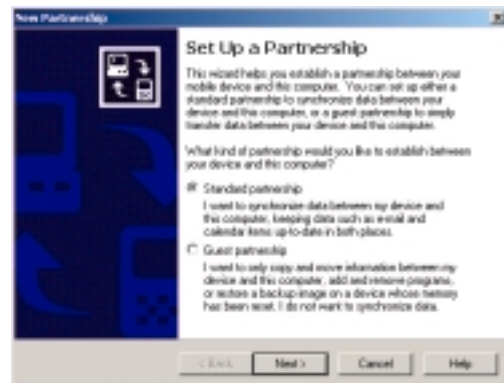 New Partnership
Set Up a Partnership
This wizard helps you establish a partnership between your
mobile device and this computer. You can set up either a
standard partnership to synchronize data between your
device and this computer, or a guest partnership to simply
transfer data between your device and this computer.
What kind of partnership would you like to establish between
your device and this computer?
Standard partnership
I want to synchronize data between my device and
this computer, keeping data such as e-mail and
calendar items up-to-date in both places.
Guest partnership
I want to only copy and move information between my
device and this computer, add and remove programs,
or restore a backup image on a device whose memory
has been reset. I do not want to synchronize data.
< Back
Next >
Cancel
Help